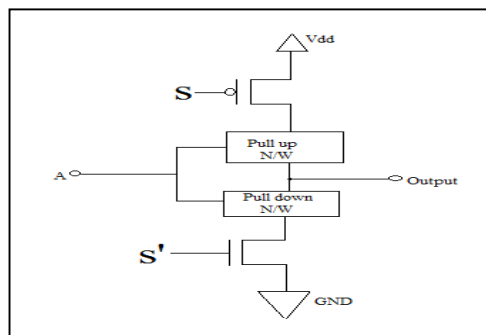 Vdd
S
Pull up
N/W
A
Output
Pull down
N/W
S'
GND